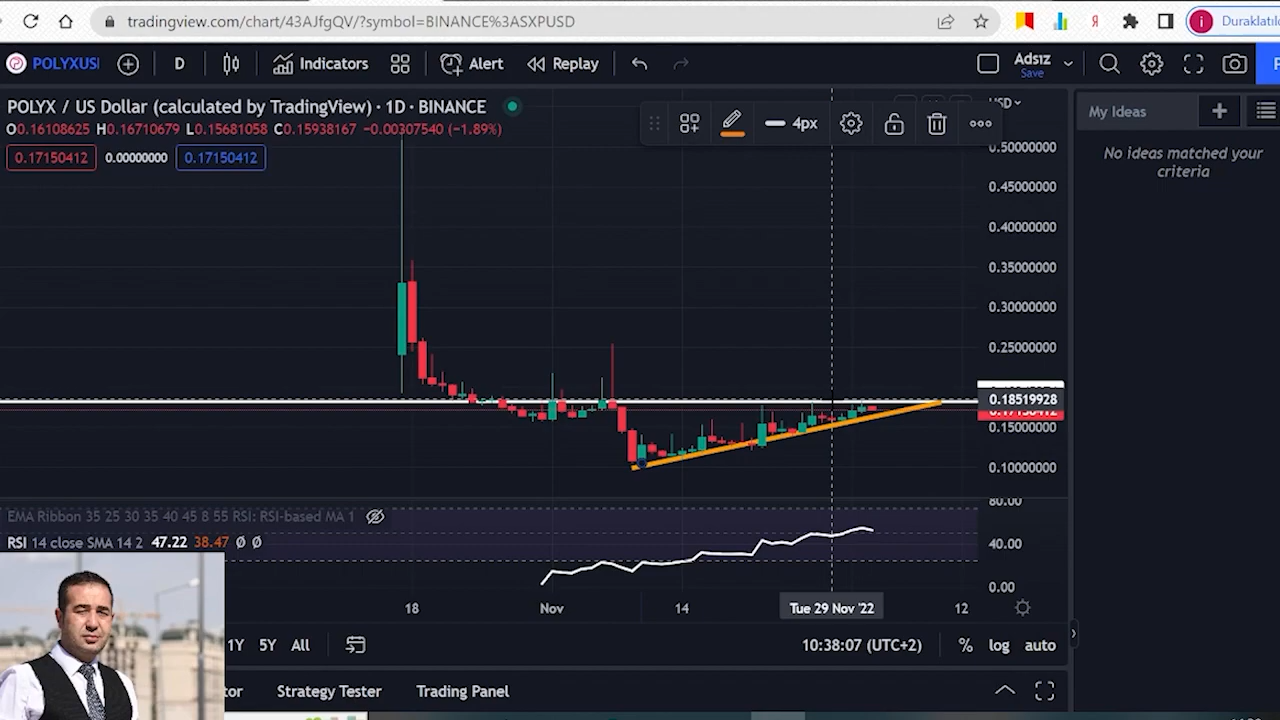 tradingview.com/chart/43AJftQV/?symbol=BINANCE%3ASXPUSD
Duraklatıl
POLYXUS D Indicators Alert Replay Adsız
Save
POLYX / US Dollar (calculated by TradingView) · 1D · BINANCE
USD
My Ideas
O0.16108625 H0.16710679 L0.15681058 C0.15938167 −0.00307540 (−1.89%)
4px
0.17150412 0.00000000 0.17150412
No ideas matched your
criteria
0.50000000
0.45000000
0.40000000
0.35000000
0.30000000
0.25000000
0.18519928
0.17150412
0.15000000
0.10000000
80.00
EMA Ribbon 35 25 30 35 40 45 8 55 RSI: RSI-based MA 1
RSI 14 close SMA 14 2 47.22 38.47 Ø Ø
40.00
0.00
18 Nov 14 Tue 29 Nov '22 12
1Y 5Y All 10:38:07 (UTC+2) % log auto
tor Strategy Tester Trading Panel